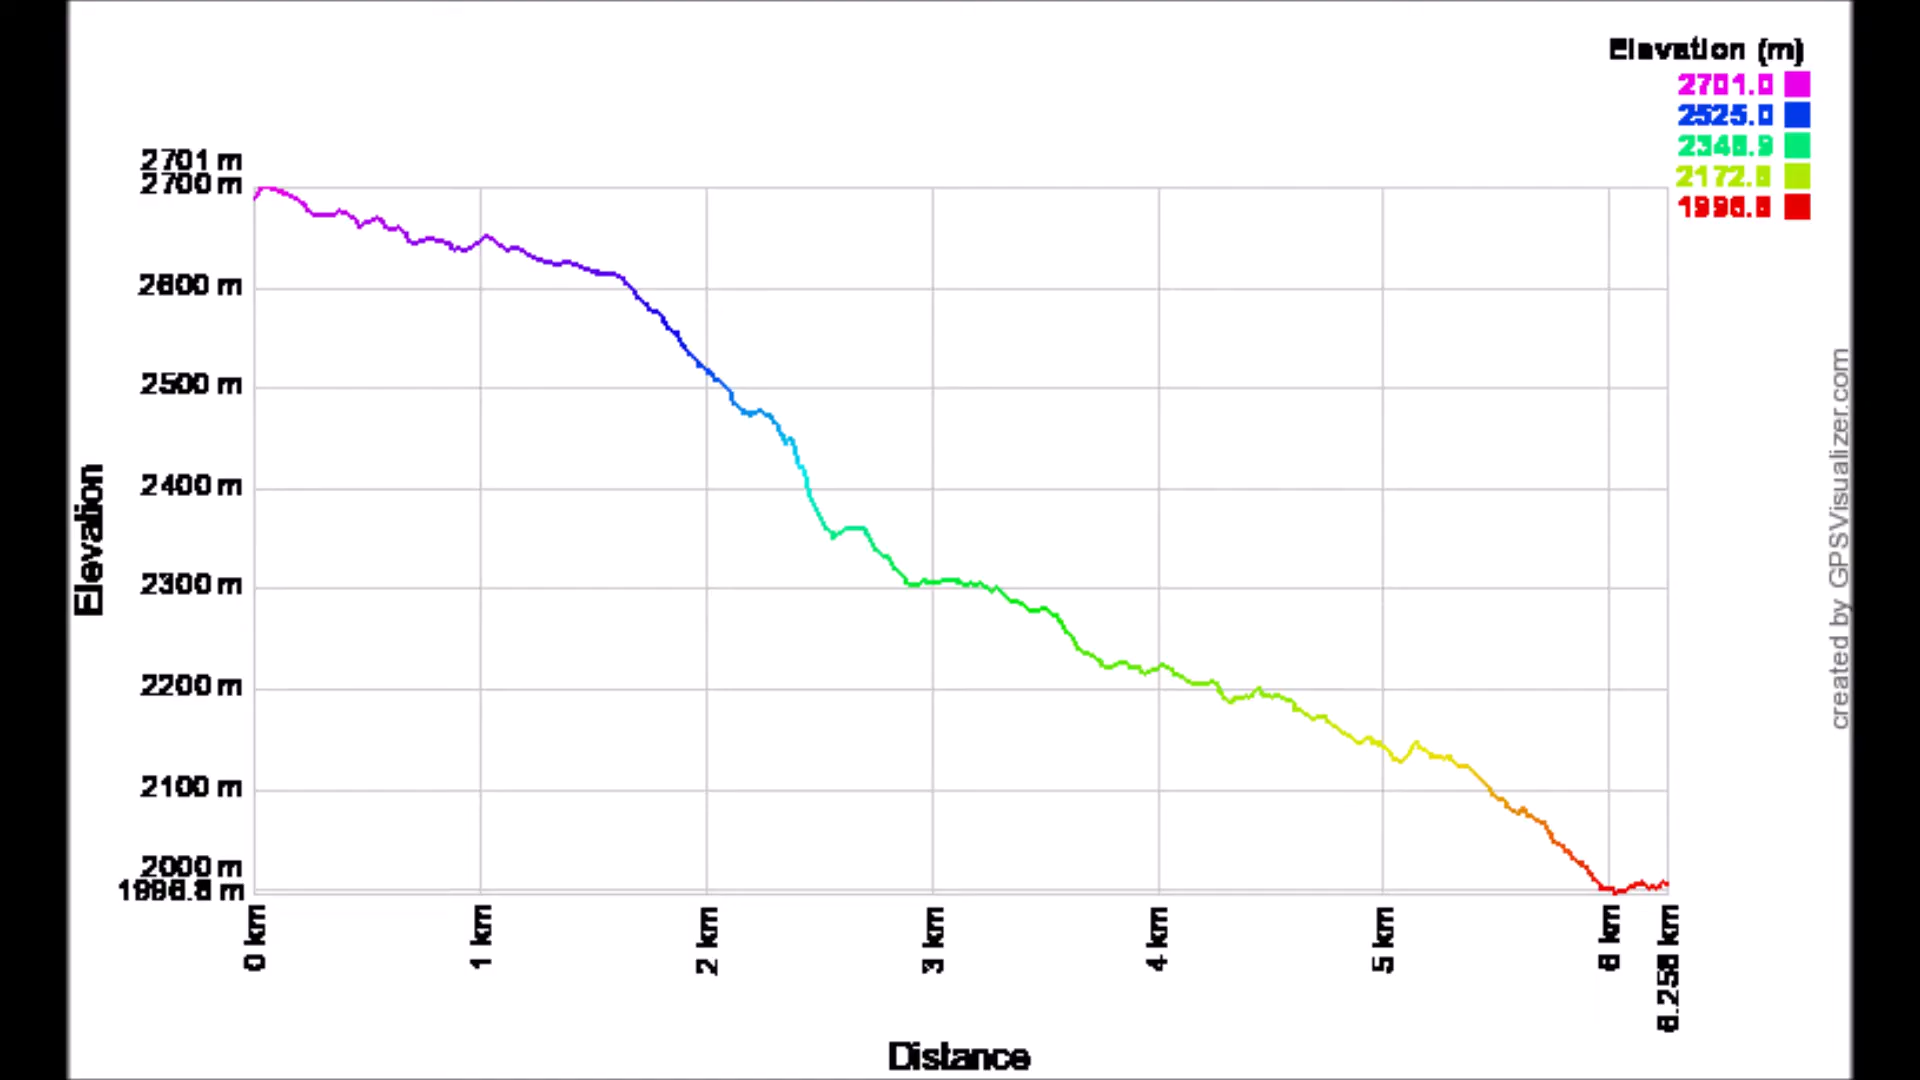 Elevation (m)
2701.0
2525.0
2348.9
2172.8
1996.8
2701 m
2700 m
2600 m
2500 m
2400 m
2300 m
2200 m
2100 m
2000 m
1996.8 m
Elevation
0 km
1 km
2 km
3 km
4 km
5 km
6 km
6.258 km
Distance
created by GPSVisualizer.com